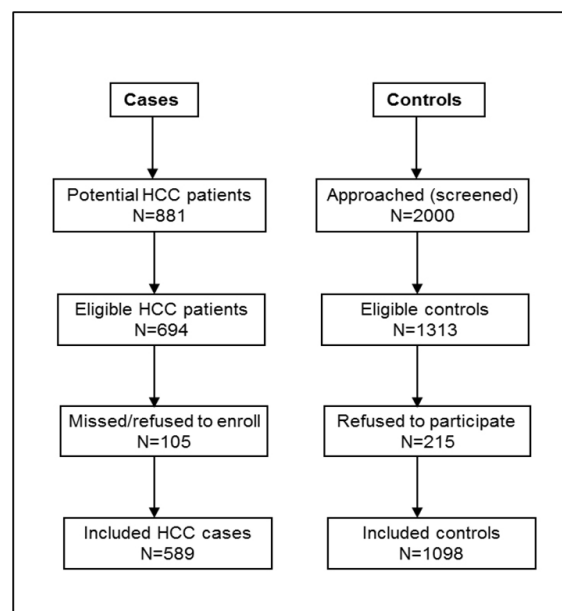 Cases
Potential HCC patients
N=881
Eligible HCC patients
N=694
Missed/refused to enroll
N=105
Included HCC cases
N=589
Controls
Approached (screened)
N=2000
Eligible controls
N=1313
Refused to participate
N=215
Included controls
N=1098